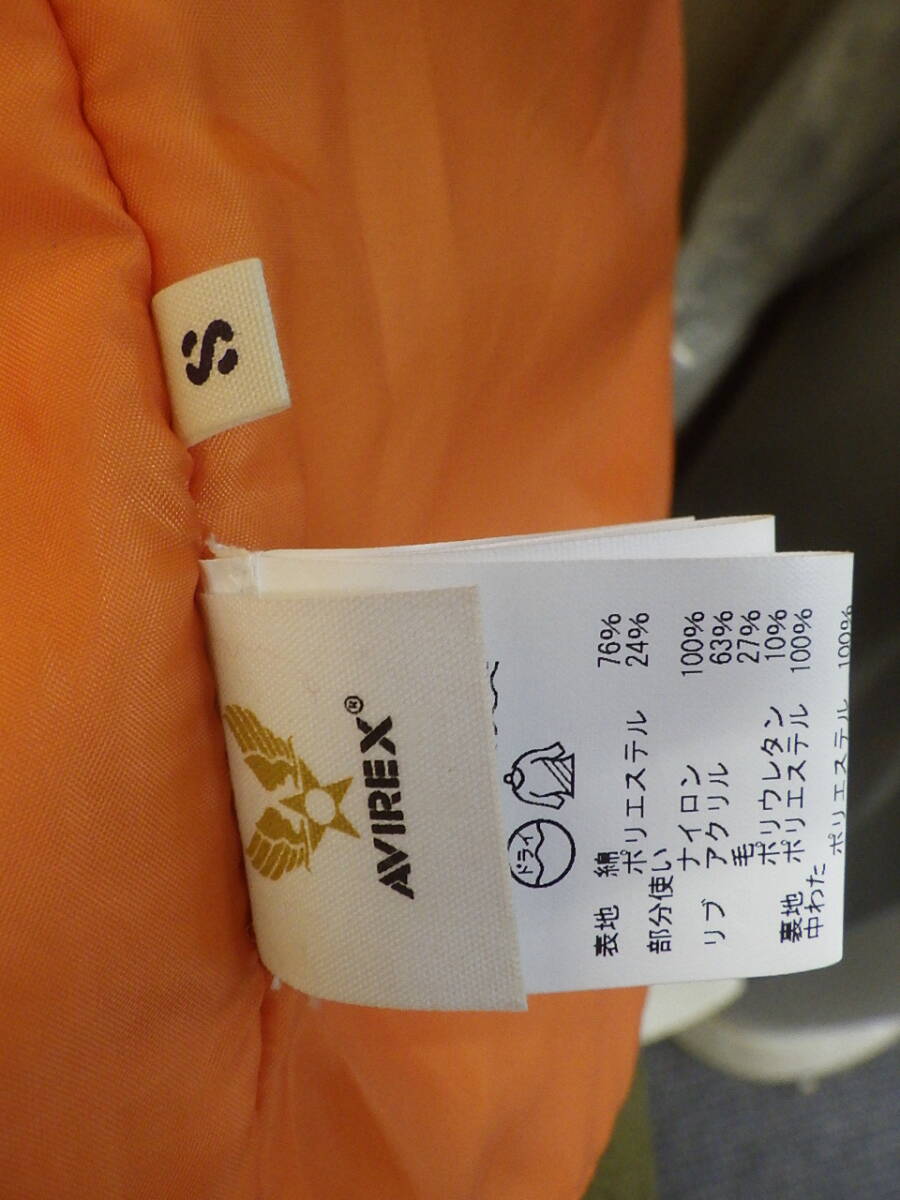 S
AVIREX®
ドライ
表地 綿 76%
ポリエステル 24%
部分使い
ナイロン 100%
リブ アクリル 63%
毛 27%
ポリウレタン 10%
裏地 ポリエステル 100%
中わた
ポリエステル 100%